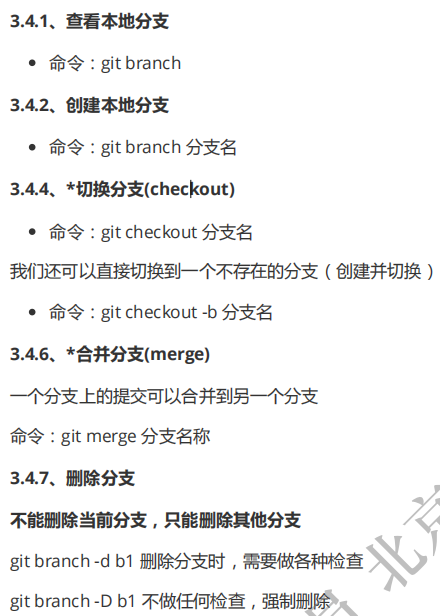 3.4.1、查看本地分支
• 命令：git branch
3.4.2、创建本地分支
• 命令：git branch 分支名
3.4.4、*切换分支(checkout)
• 命令：git checkout 分支名
我们还可以直接切换到一个不存在的分支（创建并切换）
• 命令：git checkout -b 分支名
3.4.6、*合并分支(merge)
一个分支上的提交可以合并到另一个分支
命令：git merge 分支名称
3.4.7、删除分支
不能删除当前分支，只能删除其他分支
git branch -d b1 删除分支时，需要做各种检查
git branch -D b1 不做任何检查，强制删除
北京